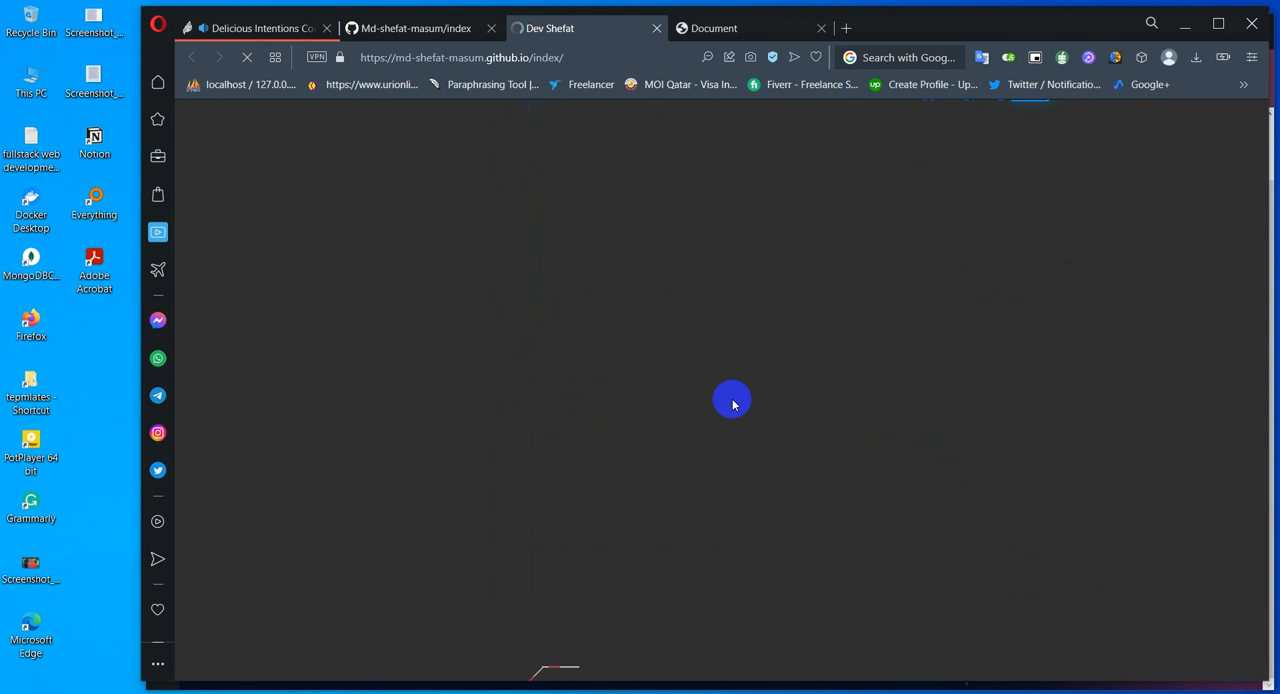 Recycle Bin
Screenshot_...
This PC
Screenshot_...
fullstack web
developme...
Notion
Docker
Desktop
Everything
MongoDBC...
Adobe
Acrobat
Firefox
tepmlates -
Shortcut
PotPlayer 64
bit
Grammarly
Screenshot_...
Microsoft
Edge
Delicious Intentions Co
Md-shefat-masum/index
Dev Shefat
Document
VPN
https://md-shefat-masum.github.io/index/
Search with Goog...
localhost / 127.0.0....
https://www.urionli...
Paraphrasing Tool |...
Freelancer
MOI Qatar - Visa In...
Fiverr - Freelance S...
Create Profile - Up...
Twitter / Notificatio...
Google+